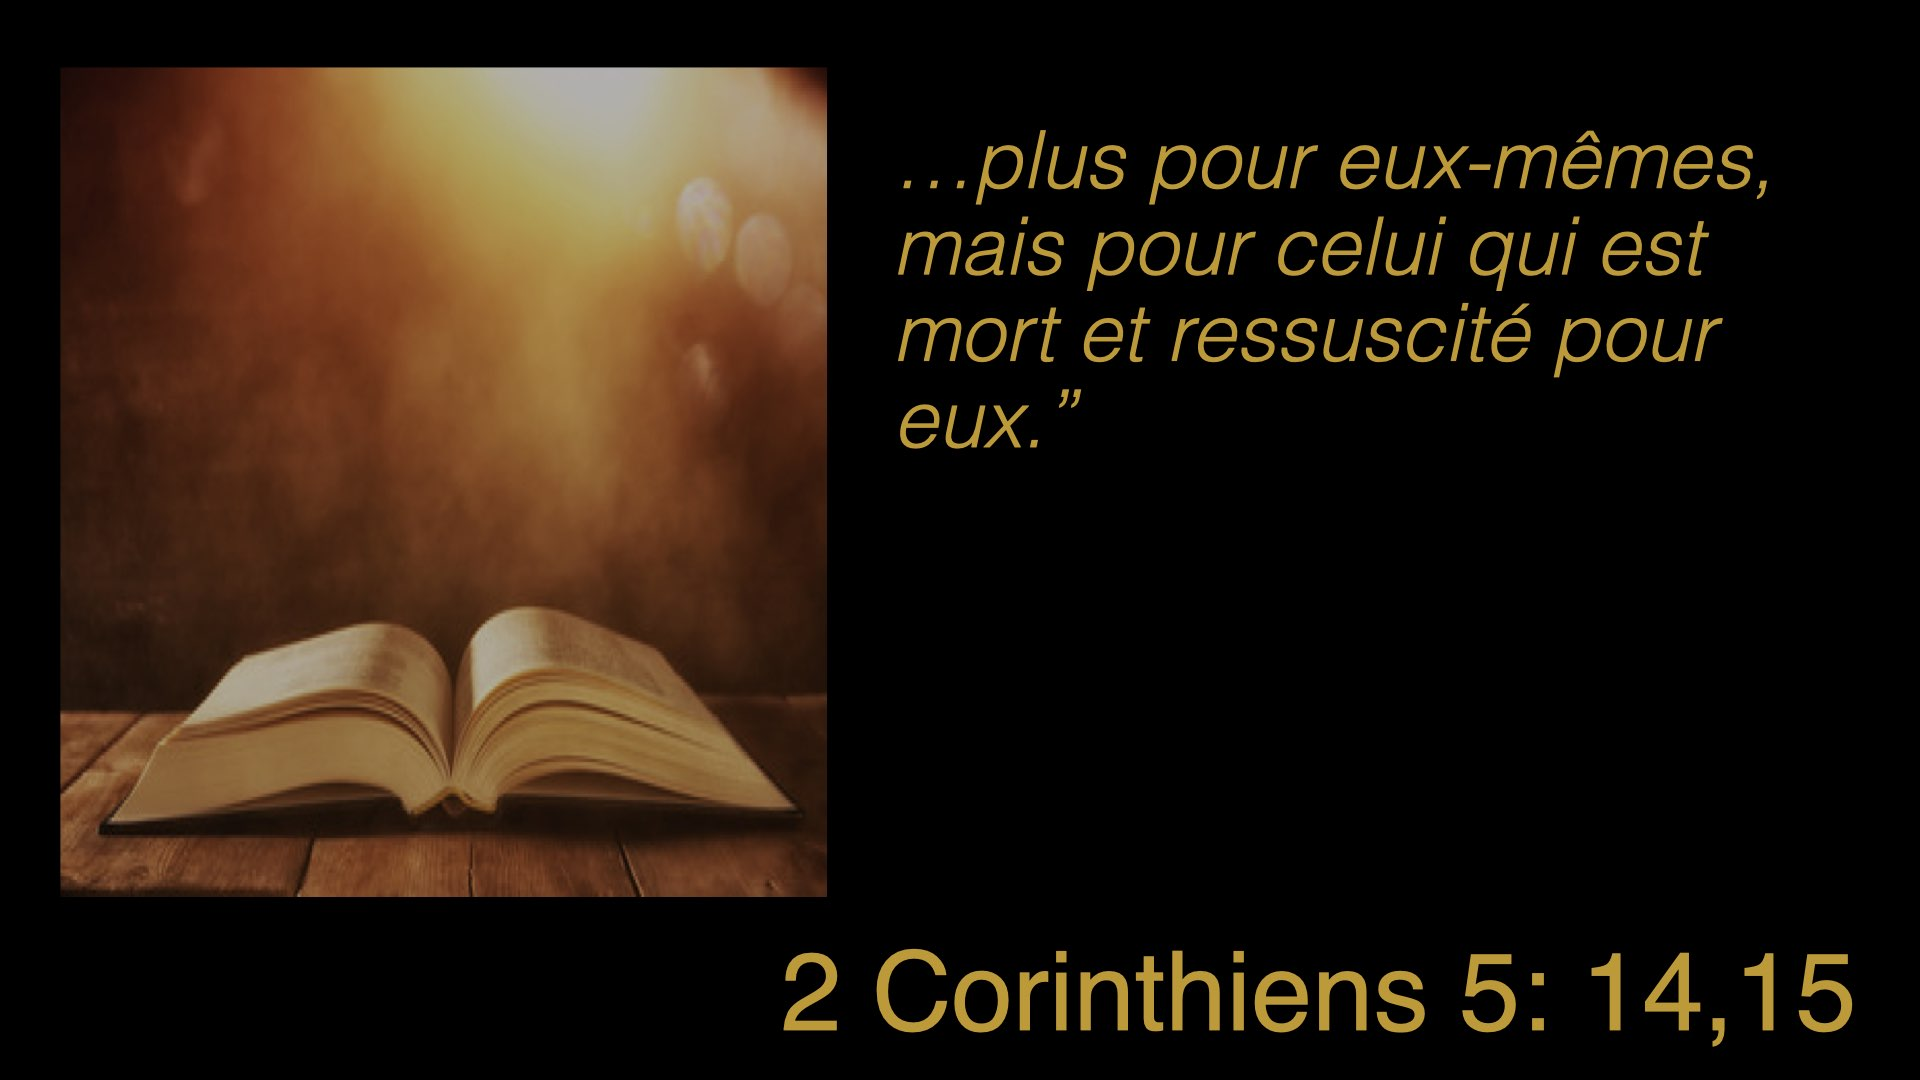 …plus pour eux-mêmes,
mais pour celui qui est
mort et ressuscité pour
eux.”
2 Corinthiens 5: 14,15